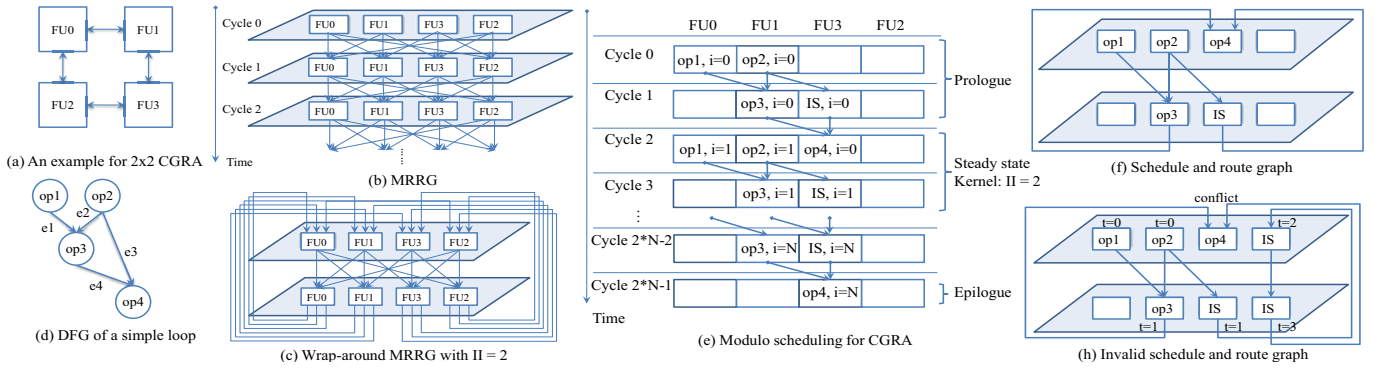 FU0
FU1
FU2
FU3
(a) An example for 2x2 CGRA
op1
op2
e2
e1
op3
e3
e4
op4
(d) DFG of a simple loop
Cycle 0
FU0 FU1 FU3 FU2
Cycle 1
FU0 FU1 FU3 FU2
Cycle 2
FU0 FU1 FU3 FU2
Time
(b) MRRG
FU0 FU1 FU3 FU2
FU0 FU1 FU3 FU2
(c) Wrap-around MRRG with II = 2
FU0 FU1 FU3 FU2
Cycle 0
op1, i=0 op2, i=0
Cycle 1
op3, i=0 IS, i=0
Prologue
Cycle 2
op1, i=1 op2, i=1 op4, i=0
Cycle 3
op3, i=1 IS, i=1
Steady state
Kernel: II = 2
Cycle 2*N-2
op3, i=N IS, i=N
Cycle 2*N-1
op4, i=N
Epilogue
Time
(e) Modulo scheduling for CGRA
op1 op2 op4
op3 IS
(f) Schedule and route graph
conflict
t=0 t=0 t=2
op1 op2 op4 IS
op3 IS IS
t=1 t=1 t=3
(h) Invalid schedule and route graph